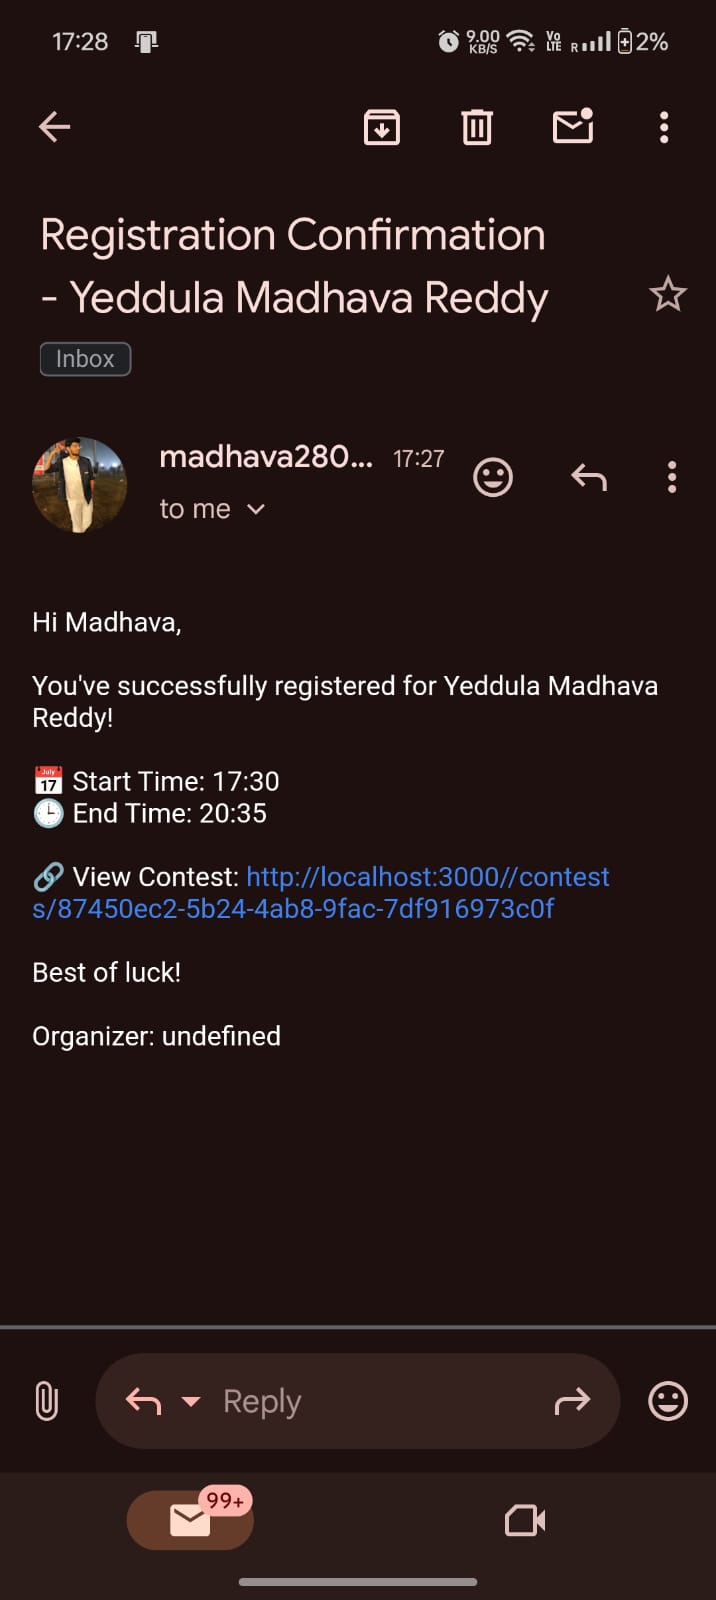 17:28 9.00 KB/S Vo LTE R 2%
Registration Confirmation
- Yeddula Madhava Reddy
Inbox
madhava280... 17:27
to me
Hi Madhava,
You've successfully registered for Yeddula Madhava
Reddy!
📅 Start Time: 17:30
🕒 End Time: 20:35
🔗 View Contest: http://localhost:3000//contest
s/87450ec2-5b24-4ab8-9fac-7df916973c0f
Best of luck!
Organizer: undefined
Reply
99+